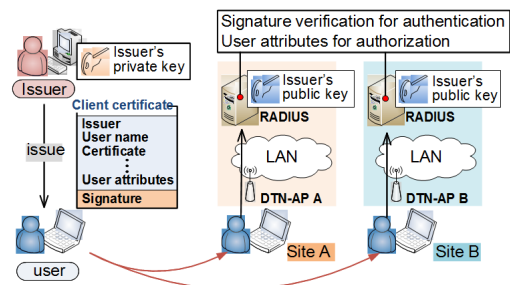 Signature verification for authentication
User attributes for authorization
Issuer's
private key
Issuer
Client certificate
Issuer
User name
Certificate
⋮
User attributes
Signature
issue
user
Issuer's
public key
RADIUS
LAN
DTN-AP A
Site A
Issuer's
public key
RADIUS
LAN
DTN-AP B
Site B